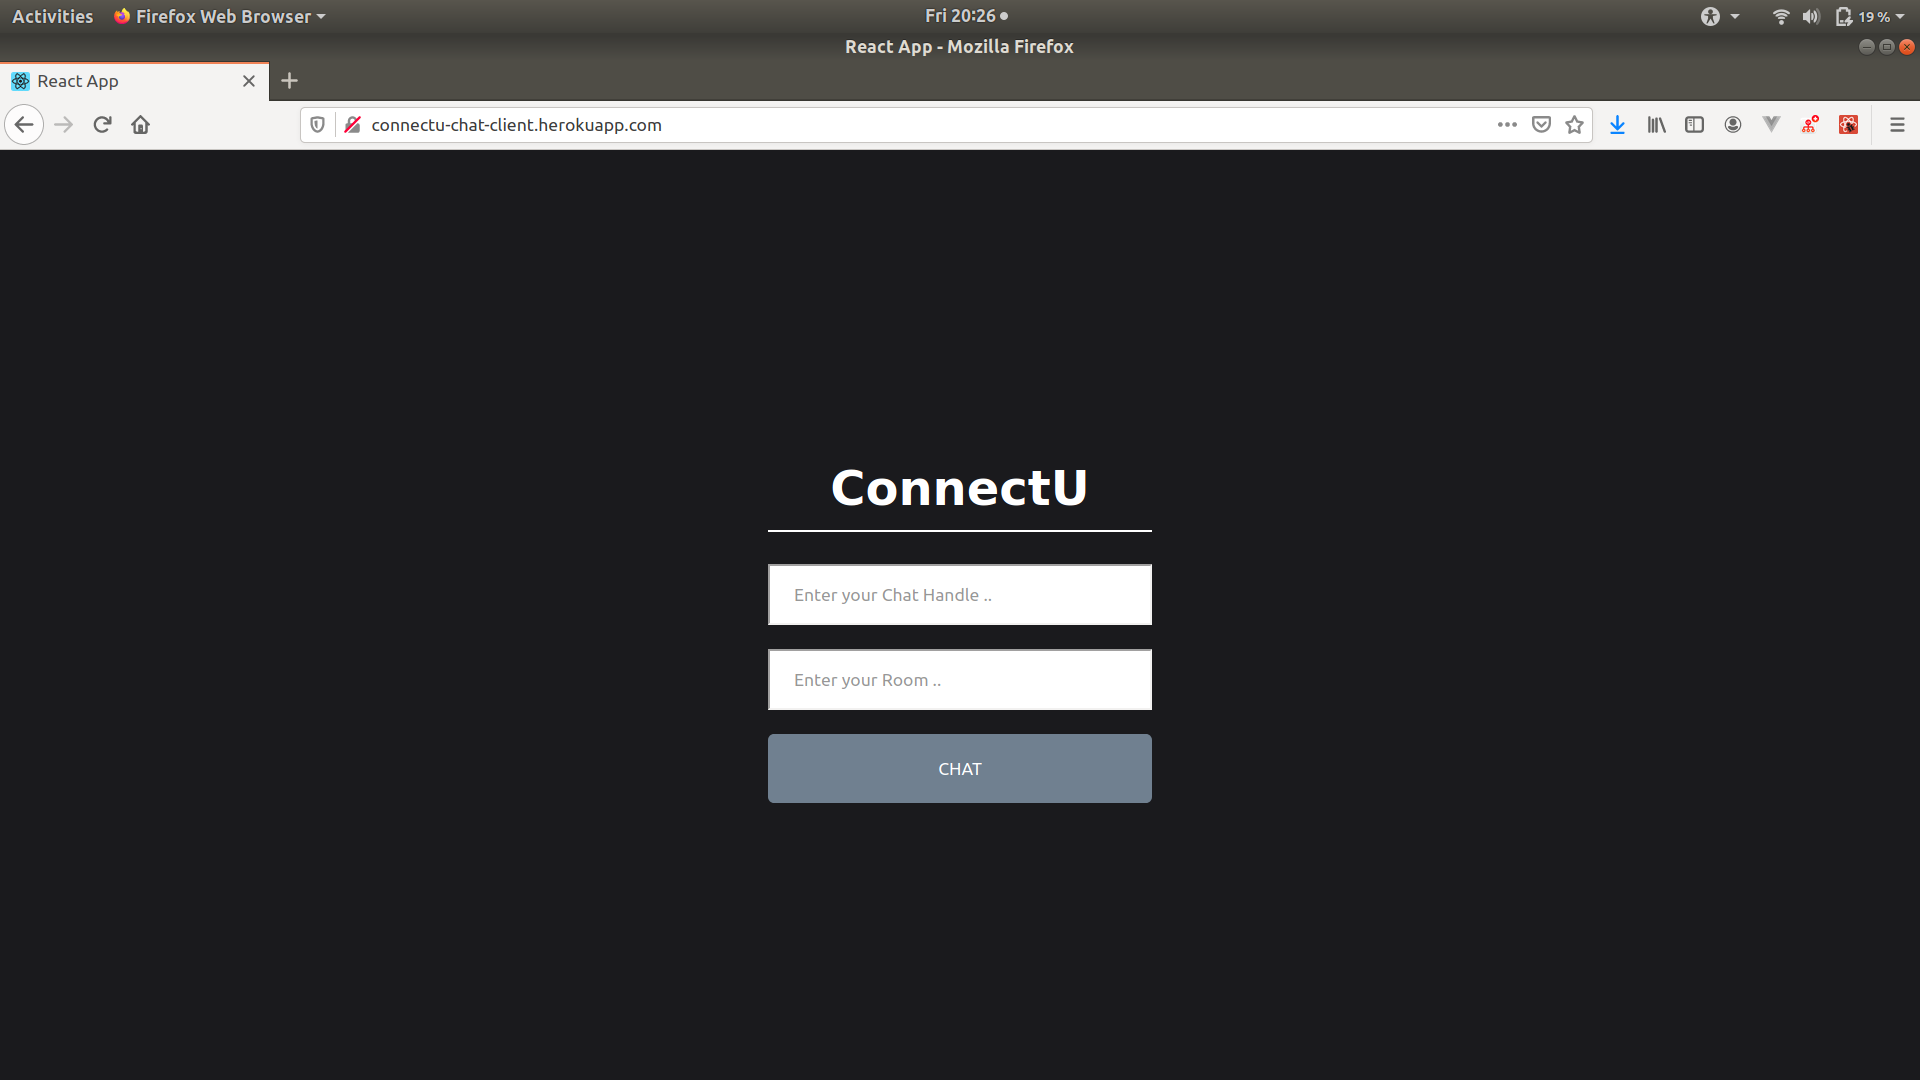 Activities Firefox Web Browser Fri 20:26 19 %
React App - Mozilla Firefox
React App
connectu-chat-client.herokuapp.com
ConnectU
Enter your Chat Handle ..
Enter your Room ..
CHAT